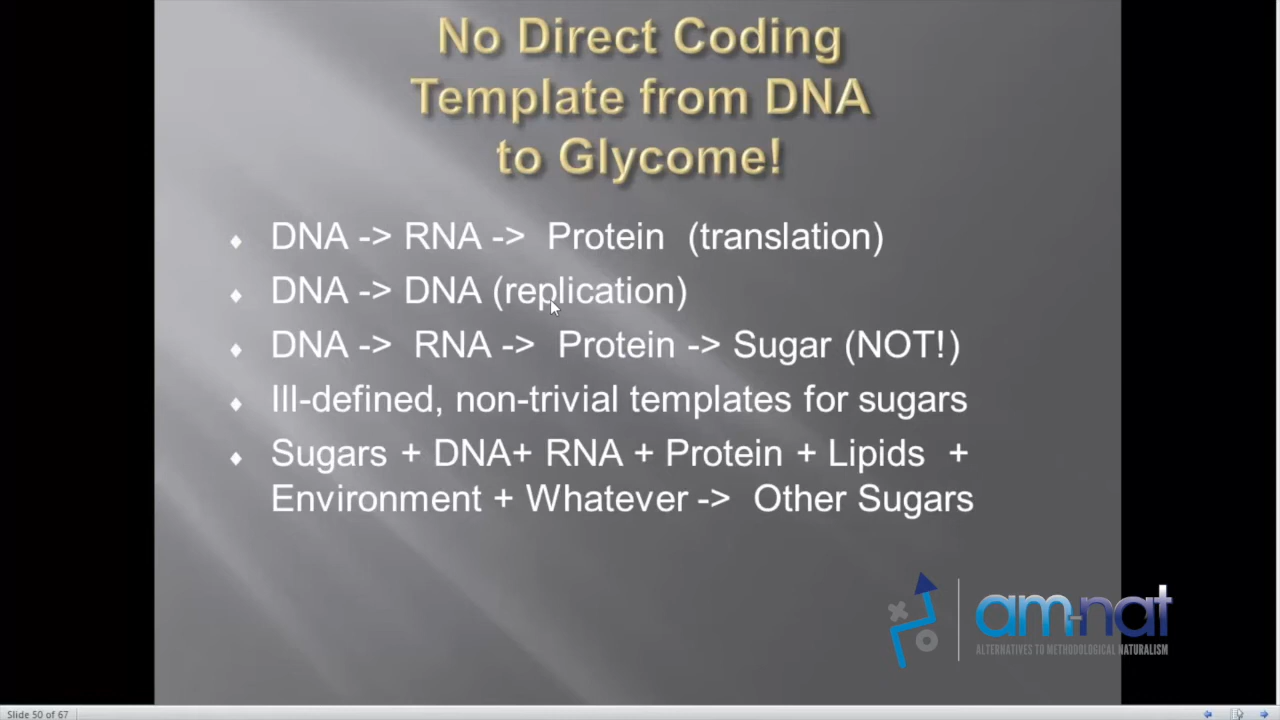 No Direct Coding
Template from DNA
to Glycome!
DNA -> RNA -> Protein (translation)
DNA -> DNA (replication)
DNA -> RNA -> Protein -> Sugar (NOT!)
Ill-defined, non-trivial templates for sugars
Sugars + DNA+ RNA + Protein + Lipids +
Environment + Whatever -> Other Sugars
am-nat
ALTERNATIVES TO METHODOLOGICAL NATURALISM
Slide 50 of 67